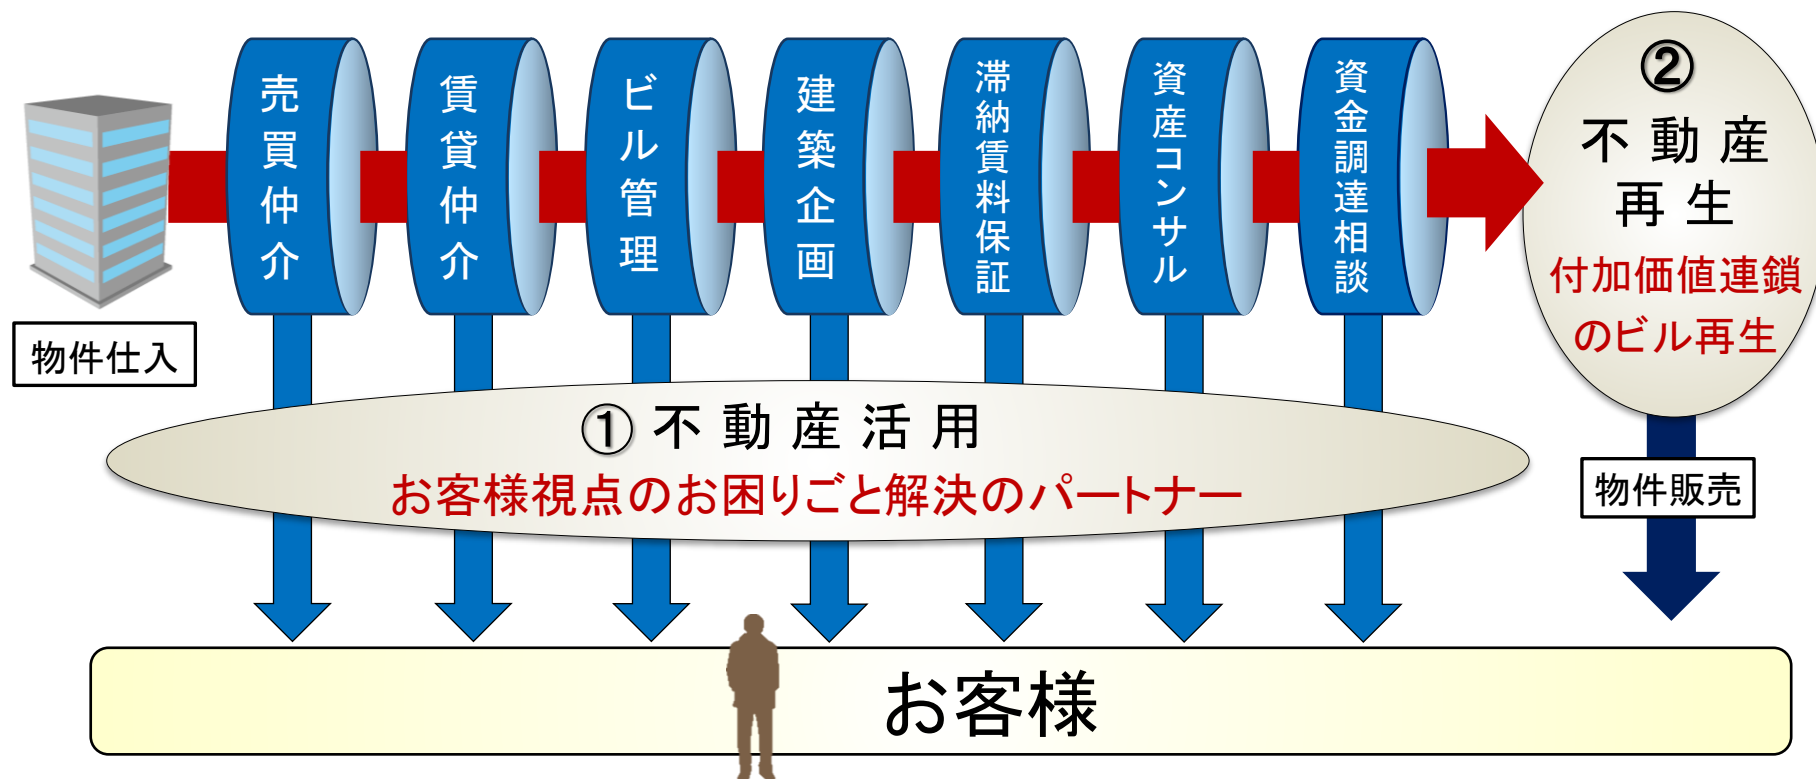 売買仲介
賃貸仲介
ビル管理
建築企画
滞納賃料保証
資産コンサル
資金調達相談
②
不動産
再生
付加価値連鎖
のビル再生
物件仕入
①不動産活用
お客様視点のお困りごと解決のパートナー
物件販売
お客様